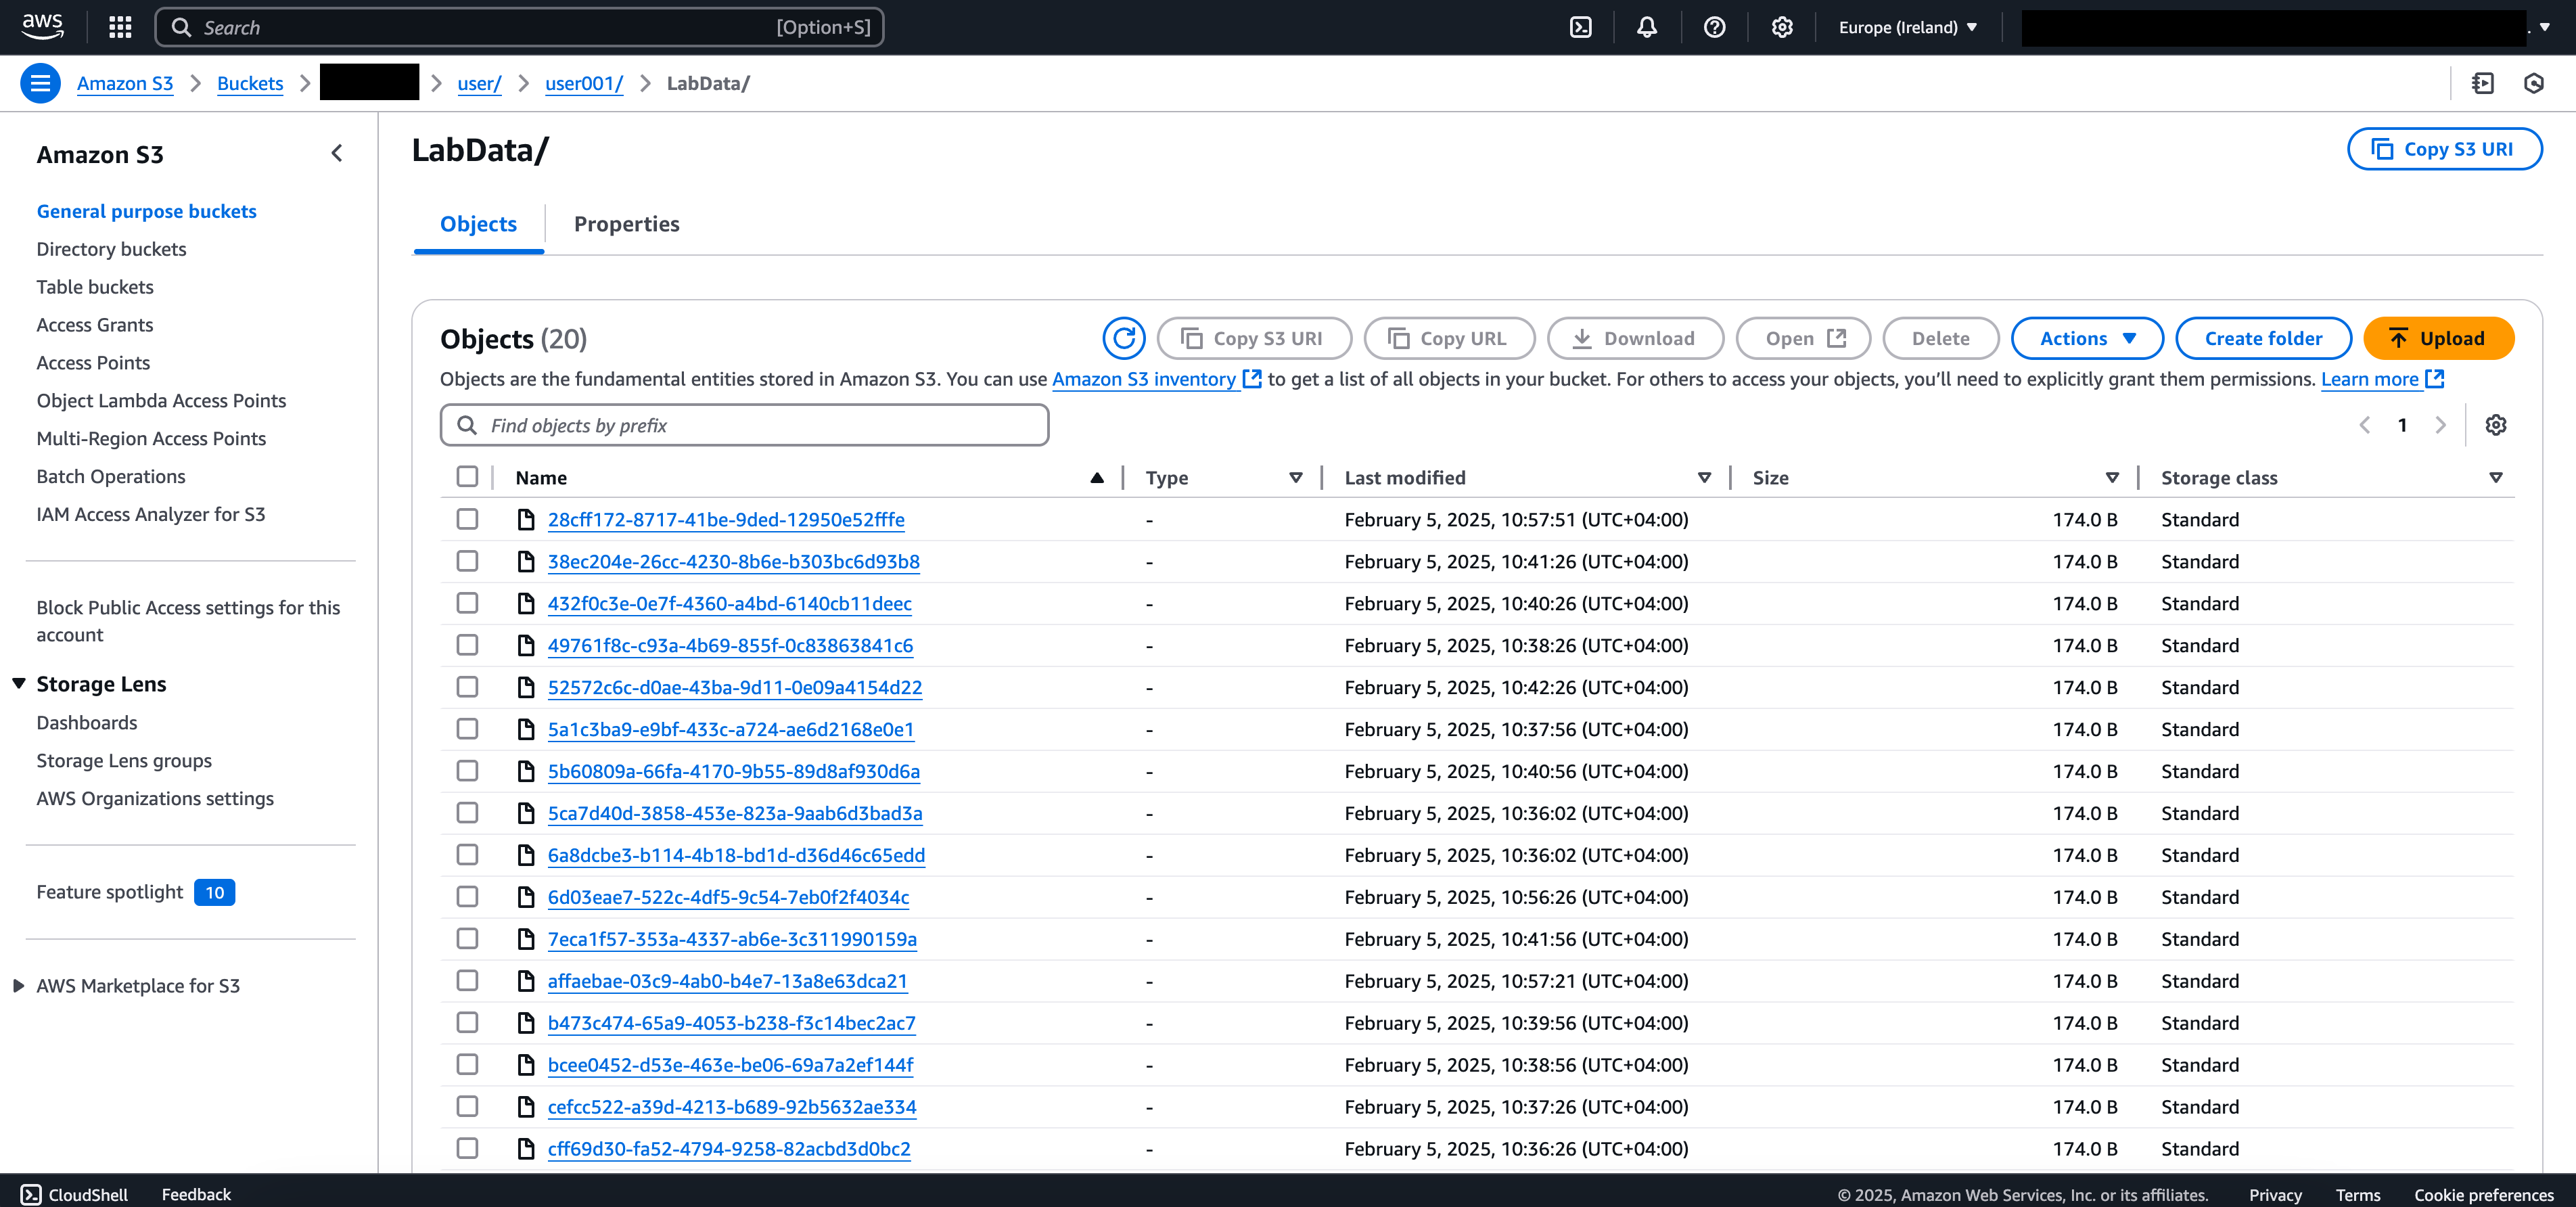 aws
Search [Option+S]
Europe (Ireland)
Amazon S3 > Buckets > > user/ > user001/ > LabData/
Amazon S3
General purpose buckets
Directory buckets
Table buckets
Access Grants
Access Points
Object Lambda Access Points
Multi-Region Access Points
Batch Operations
IAM Access Analyzer for S3
Block Public Access settings for this
account
Storage Lens
Dashboards
Storage Lens groups
AWS Organizations settings
Feature spotlight 10
AWS Marketplace for S3
LabData/
Copy S3 URI
Objects Properties
Objects (20)
Copy S3 URI Copy URL Download Open Delete Actions Create folder Upload
Objects are the fundamental entities stored in Amazon S3. You can use Amazon S3 inventory to get a list of all objects in your bucket. For others to access your objects, you’ll need to explicitly grant them permissions. Learn more
Find objects by prefix
1
Name Type Last modified Size Storage class
28cff172-8717-41be-9ded-12950e52fffe - February 5, 2025, 10:57:51 (UTC+04:00) 174.0 B Standard
38ec204e-26cc-4230-8b6e-b303bc6d93b8 - February 5, 2025, 10:41:26 (UTC+04:00) 174.0 B Standard
432f0c3e-0e7f-4360-a4bd-6140cb11deec - February 5, 2025, 10:40:26 (UTC+04:00) 174.0 B Standard
49761f8c-c93a-4b69-855f-0c83863841c6 - February 5, 2025, 10:38:26 (UTC+04:00) 174.0 B Standard
52572c6c-d0ae-43ba-9d11-0e09a4154d22 - February 5, 2025, 10:42:26 (UTC+04:00) 174.0 B Standard
5a1c3ba9-e9bf-433c-a724-ae6d2168e0e1 - February 5, 2025, 10:37:56 (UTC+04:00) 174.0 B Standard
5b60809a-66fa-4170-9b55-89d8af930d6a - February 5, 2025, 10:40:56 (UTC+04:00) 174.0 B Standard
5ca7d40d-3858-453e-823a-9aab6d3bad3a - February 5, 2025, 10:36:02 (UTC+04:00) 174.0 B Standard
6a8dcbe3-b114-4b18-bd1d-d36d46c65edd - February 5, 2025, 10:36:02 (UTC+04:00) 174.0 B Standard
6d03eae7-522c-4df5-9c54-7eb0f2f4034c - February 5, 2025, 10:56:26 (UTC+04:00) 174.0 B Standard
7eca1f57-353a-4337-ab6e-3c311990159a - February 5, 2025, 10:41:56 (UTC+04:00) 174.0 B Standard
affaebae-03c9-4ab0-b4e7-13a8e63dca21 - February 5, 2025, 10:57:21 (UTC+04:00) 174.0 B Standard
b473c474-65a9-4053-b238-f3c14bec2ac7 - February 5, 2025, 10:39:56 (UTC+04:00) 174.0 B Standard
bcee0452-d53e-463e-be06-69a7a2ef144f - February 5, 2025, 10:38:56 (UTC+04:00) 174.0 B Standard
cefcc522-a39d-4213-b689-92b5632ae334 - February 5, 2025, 10:37:26 (UTC+04:00) 174.0 B Standard
cff69d30-fa52-4794-9258-82acbd3d0bc2 - February 5, 2025, 10:36:26 (UTC+04:00) 174.0 B Standard
CloudShell Feedback © 2025, Amazon Web Services, Inc. or its affiliates. Privacy Terms Cookie preferences